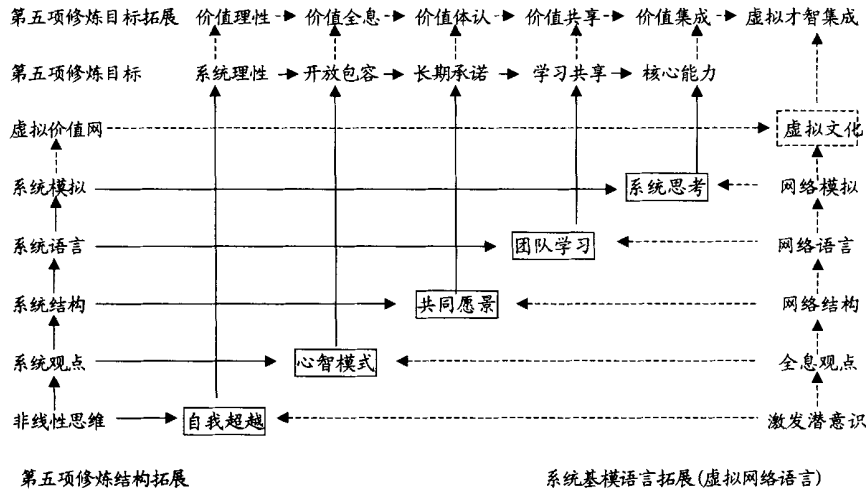 第五项修炼目标拓展 价值理性 价值全息 价值体认 价值共享 价值集成 虚拟才智集成
第五项修炼目标 系统理性 开放包容 长期承诺 学习共享 核心能力
虚拟价值网 虚拟文化
系统模拟 系统思考 网络模拟
系统语言 团队学习 网络语言
系统结构 共同愿景 网络结构
系统观点 心智模式 全息观点
非线性思维 自我超越 激发潜意识
第五项修炼结构拓展 系统基模语言拓展(虚拟网络语言)